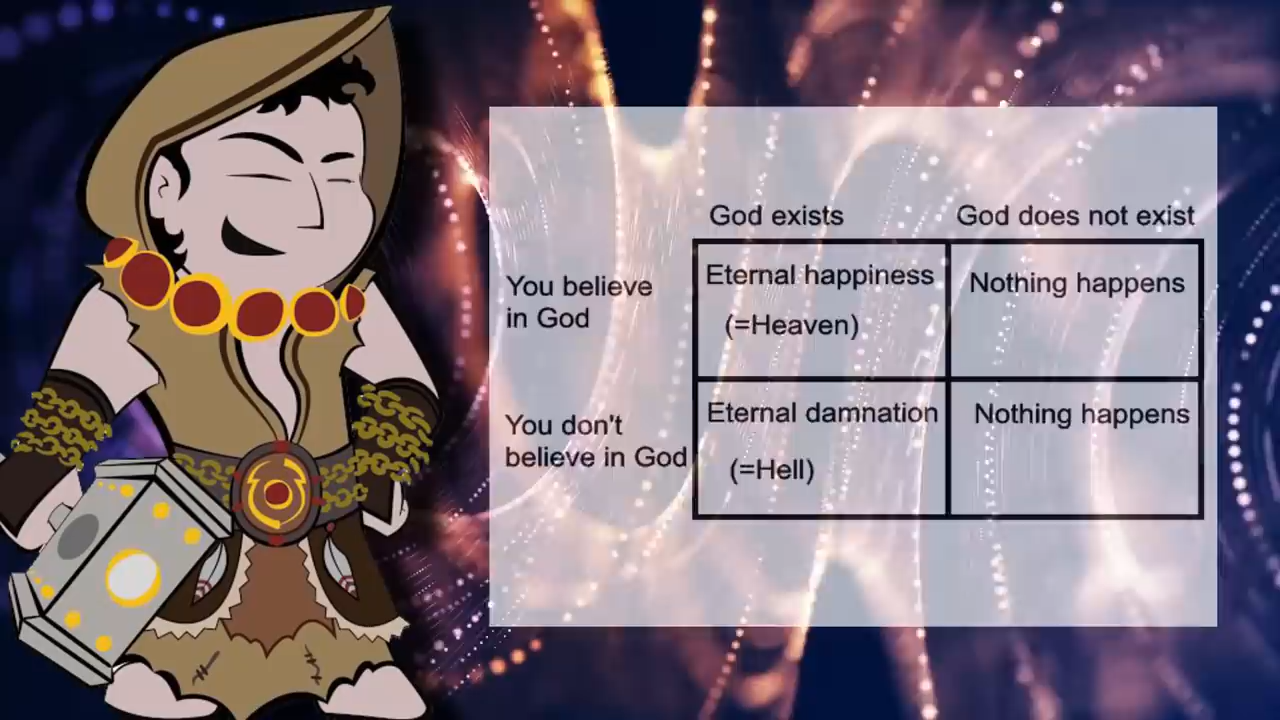 God exists
God does not exist
You believe
in God
Eternal happiness
(=Heaven)
Nothing happens
You don't
believe in God
Eternal damnation
(=Hell)
Nothing happens